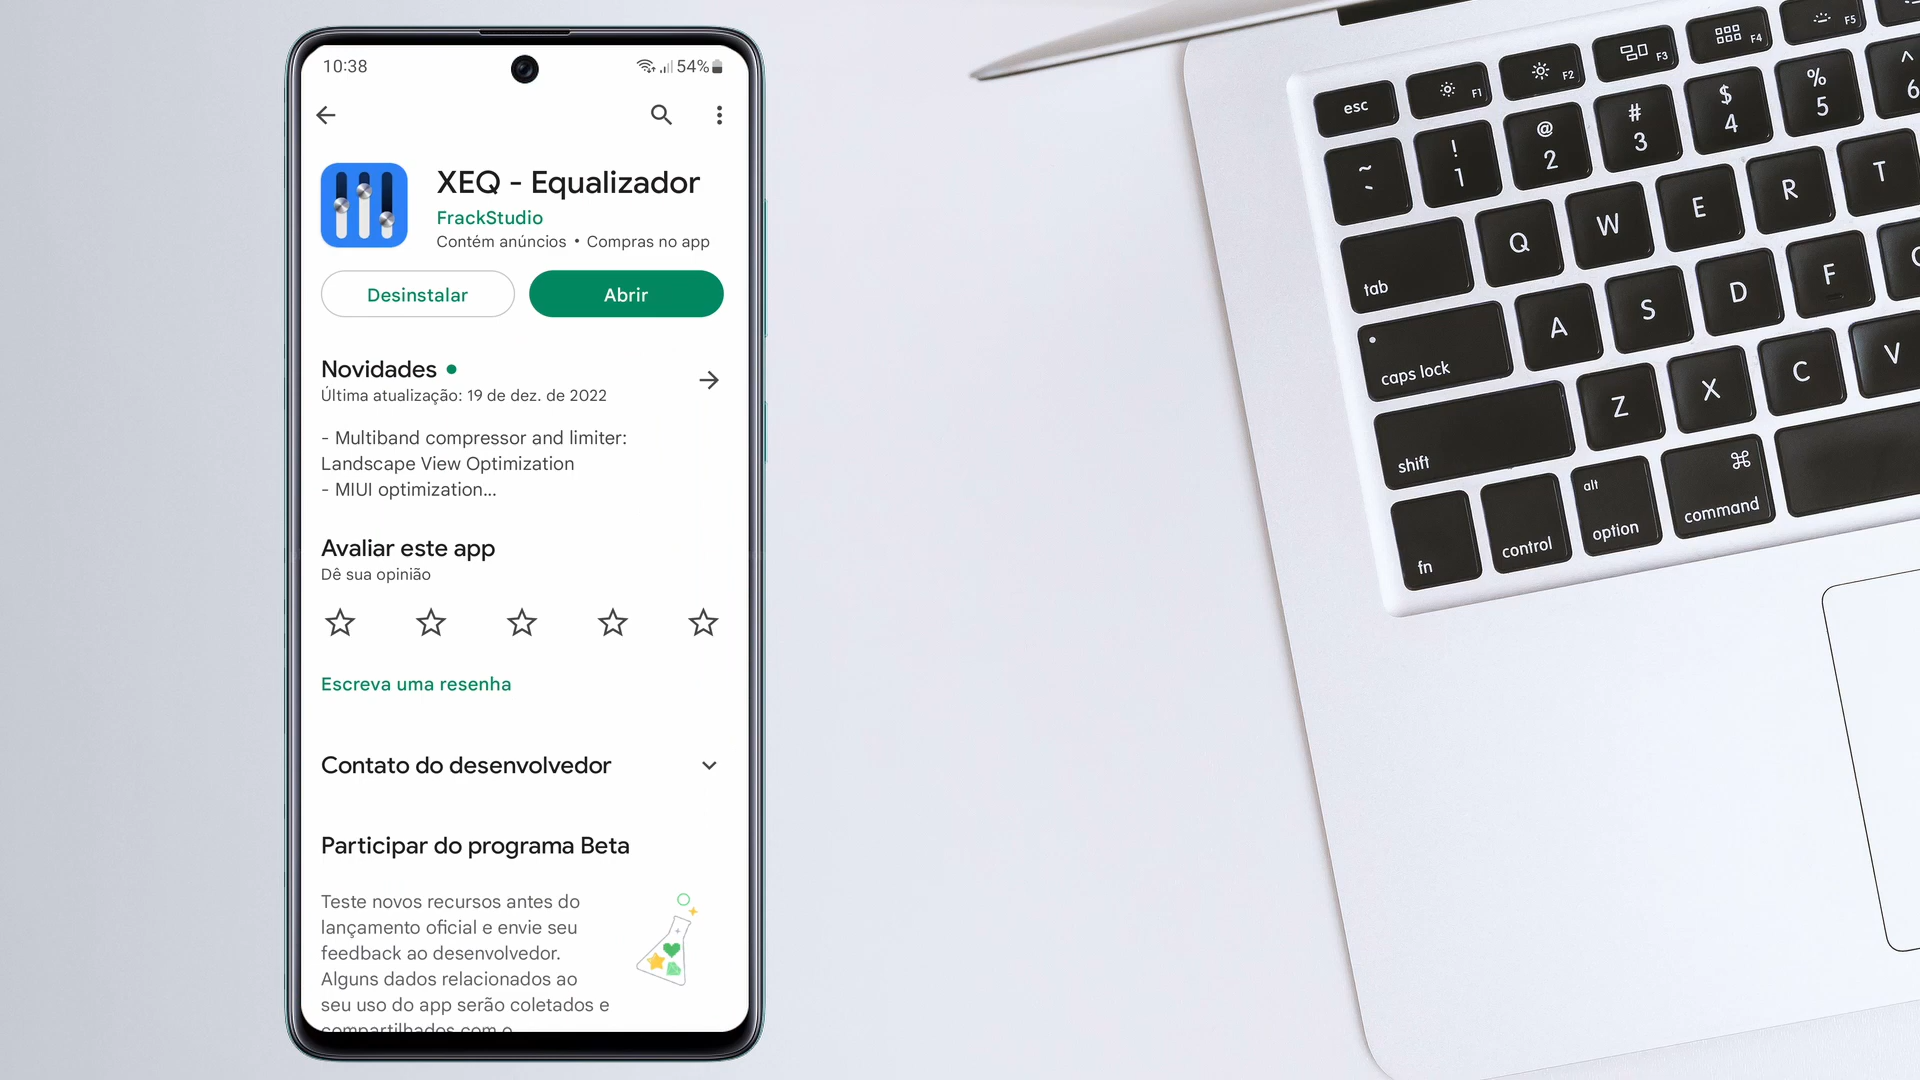 10:38
54%
XEQ - Equalizador
FrackStudio
Contém anúncios • Compras no app
Desinstalar
Abrir
Novidades
Última atualização: 19 de dez. de 2022
- Multiband compressor and limiter:
Landscape View Optimization
- MIUI optimization...
Avaliar este app
Dê sua opinião
Escreva uma resenha
Contato do desenvolvedor
Participar do programa Beta
Teste novos recursos antes do
lançamento oficial e envie seu
feedback ao desenvolvedor.
Alguns dados relacionados ao
seu uso do app serão coletados e
compartilhados com o
esc F1 F2 F3 F4 F5
~ ` ! 1 @ 2 # 3 $ 4 % 5 ^ 6
tab Q W E R T
caps lock A S D F
shift Z X C V
fn control alt option ⌘ command